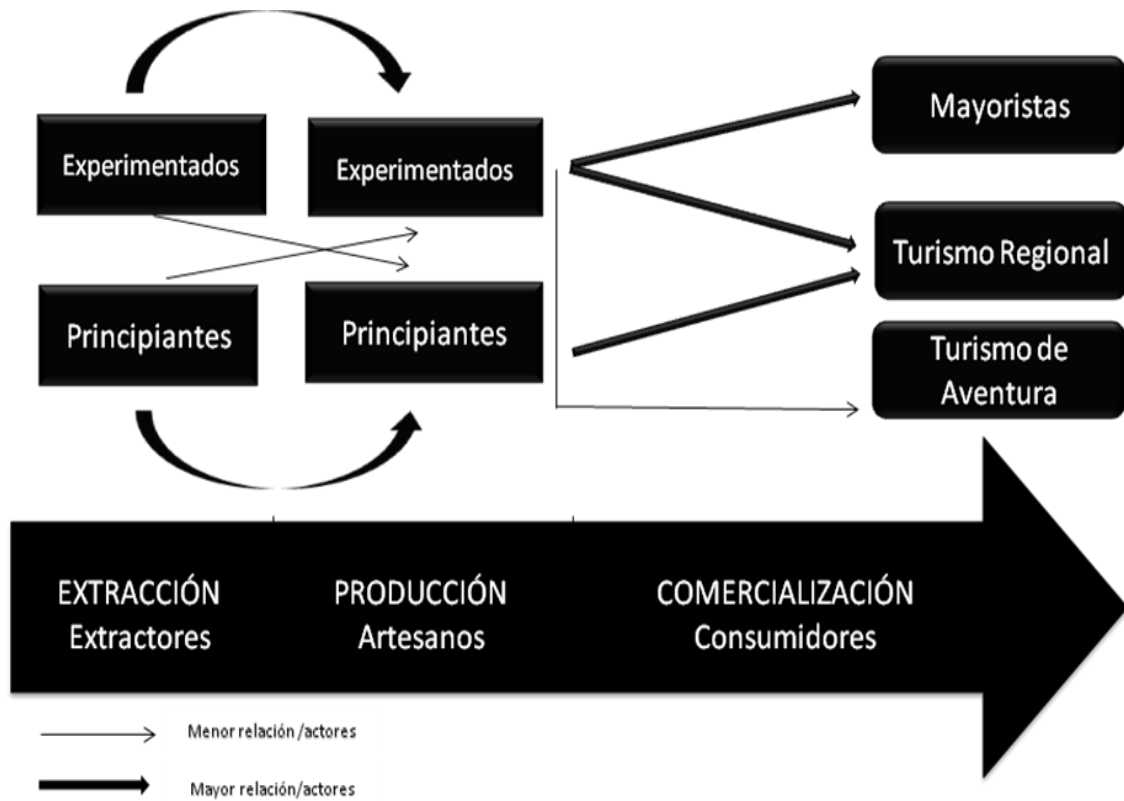 Experimentados
Experimentados
Mayoristas
Principiantes
Principiantes
Turismo Regional
Turismo de
Aventura
EXTRACCIÓN
Extractores
PRODUCCIÓN
Artesanos
COMERCIALIZACIÓN
Consumidores
Menor relación/actores
Mayor relación/actores